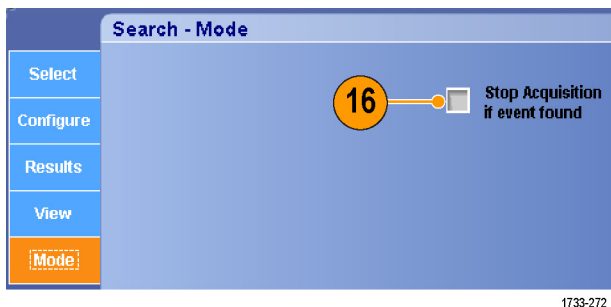 Search - Mode
Select
Configure
Results
View
Mode
16
Stop Acquisition
if event found
1733-272